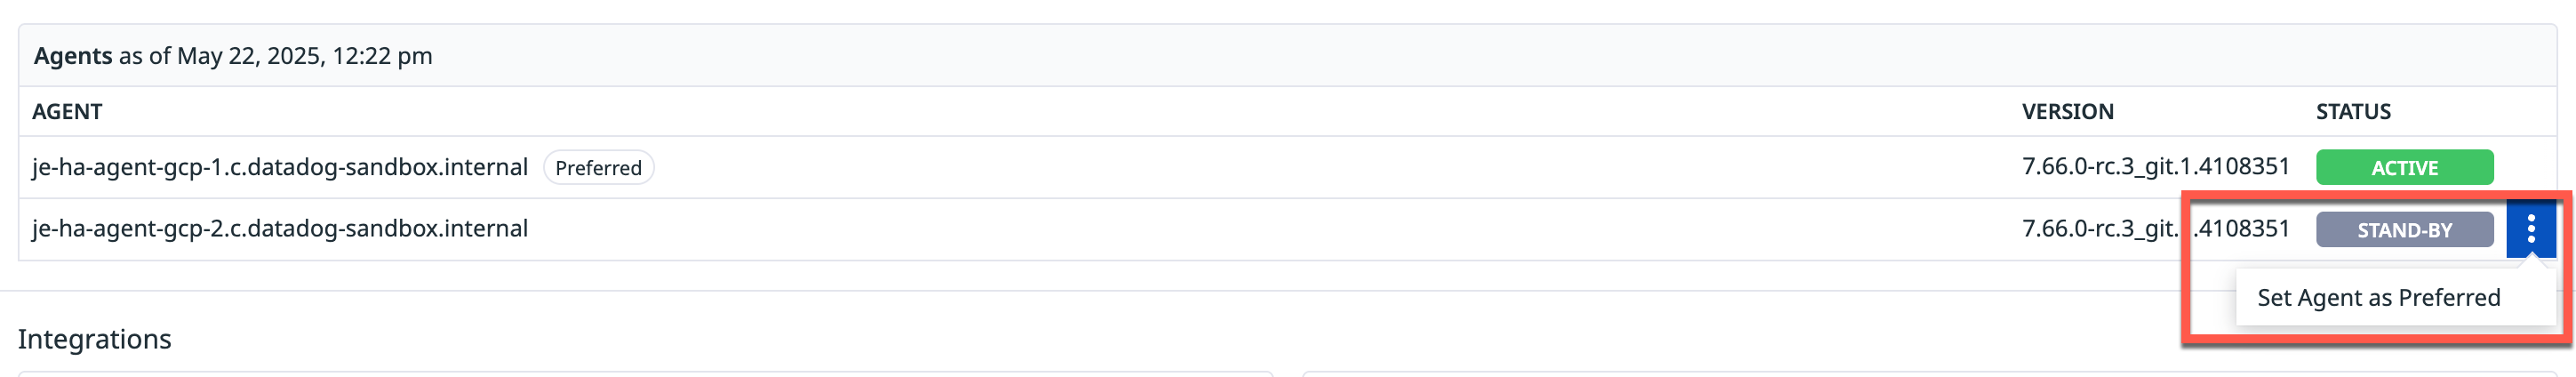 Agents as of May 22, 2025, 12:22 pm
AGENT VERSION STATUS
je-ha-agent-gcp-1.c.datadog-sandbox.internal Preferred 7.66.0-rc.3_git.1.4108351 ACTIVE
je-ha-agent-gcp-2.c.datadog-sandbox.internal 7.66.0-rc.3_git.1.4108351 STAND-BY
Set Agent as Preferred
Integrations